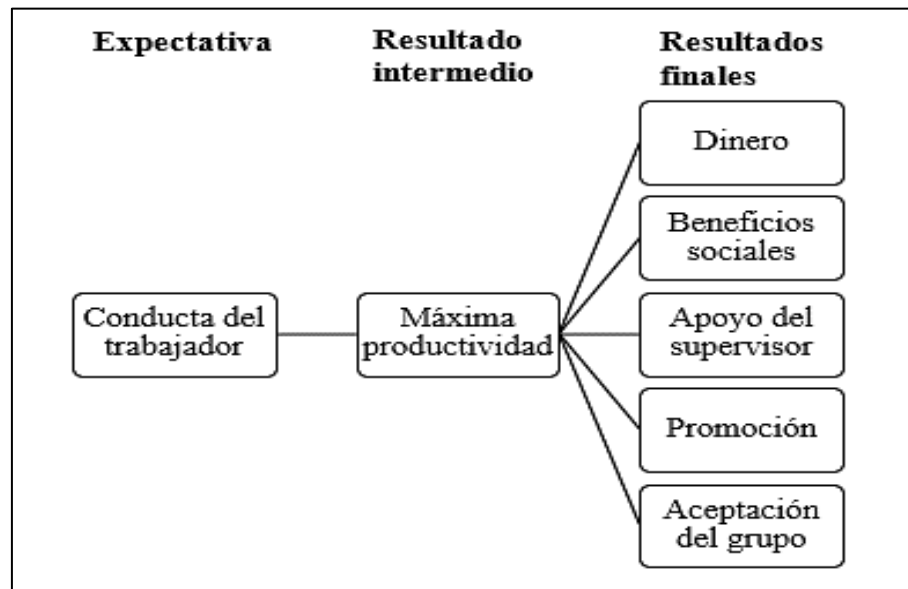 Expectativa
Resultado
intermedio
Resultados
finales
Dinero
Beneficios
sociales
Conducta del
trabajador
Máxima
productividad
Apoyo del
supervisor
Promoción
Aceptación
del grupo